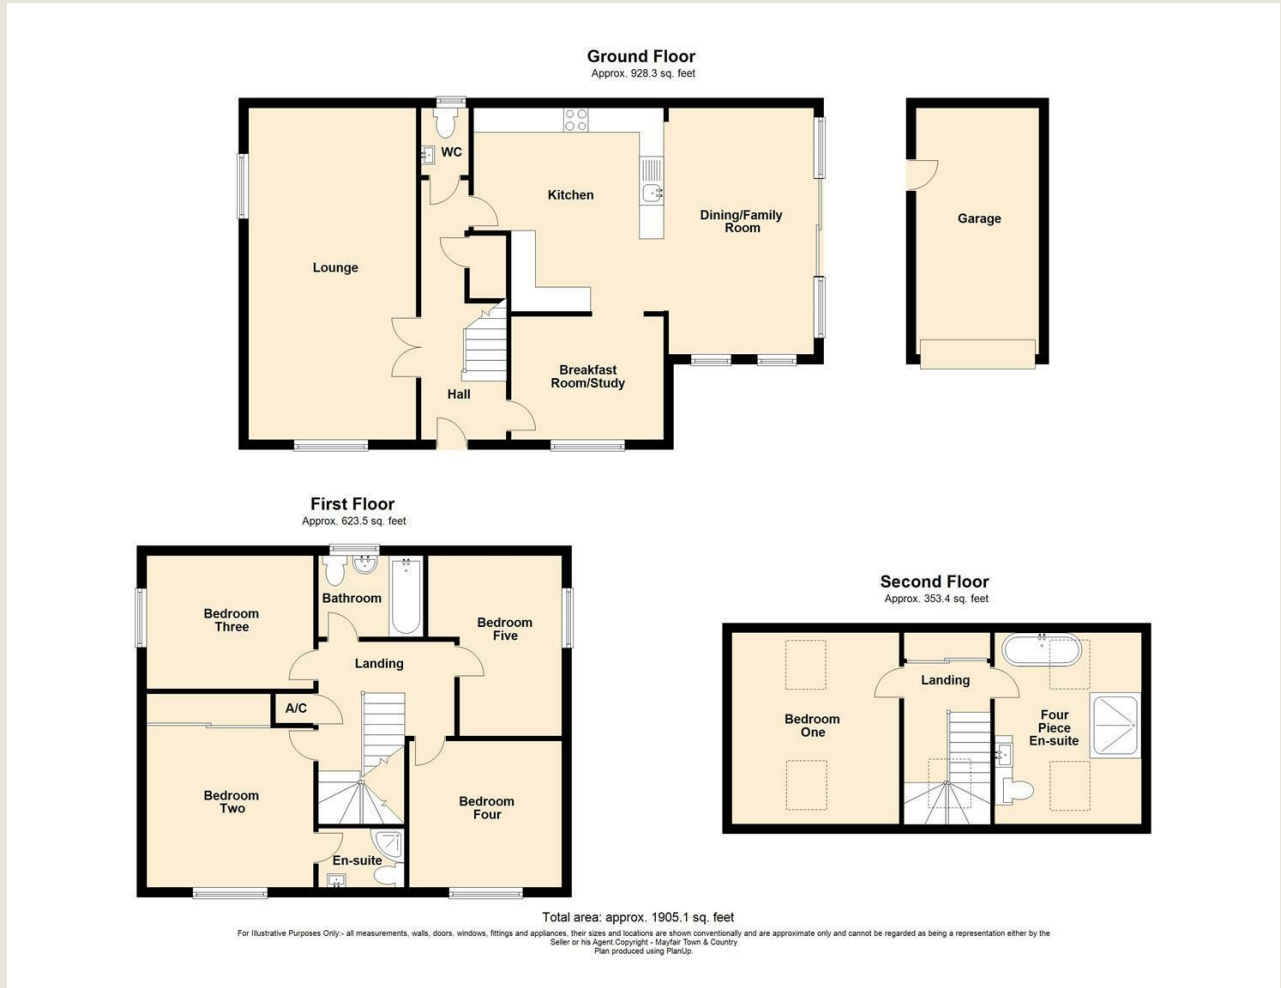 Ground Floor
Approx. 928.3 sq. feet
WC
Kitchen
Dining/Family
Room
Garage
Lounge
Breakfast
Room/Study
Hall
First Floor
Approx. 623.5 sq. feet
Bedroom
Three
Bathroom
Bedroom
Five
Landing
A/C
Bedroom
Two
Bedroom
Four
En-suite
Second Floor
Approx. 353.4 sq. feet
Landing
Bedroom
One
Four
Piece
En-suite
Total area: approx. 1905.1 sq. feet
For Illustrative Purposes Only:- all measurements, walls, doors, windows, fittings and appliances, their sizes and locations are shown conventionally and are approximate only and cannot be regarded as being a representation either by the
Seller or his Agent.Copyright - Mayfair Town & Country
Plan produced using PlanUp.